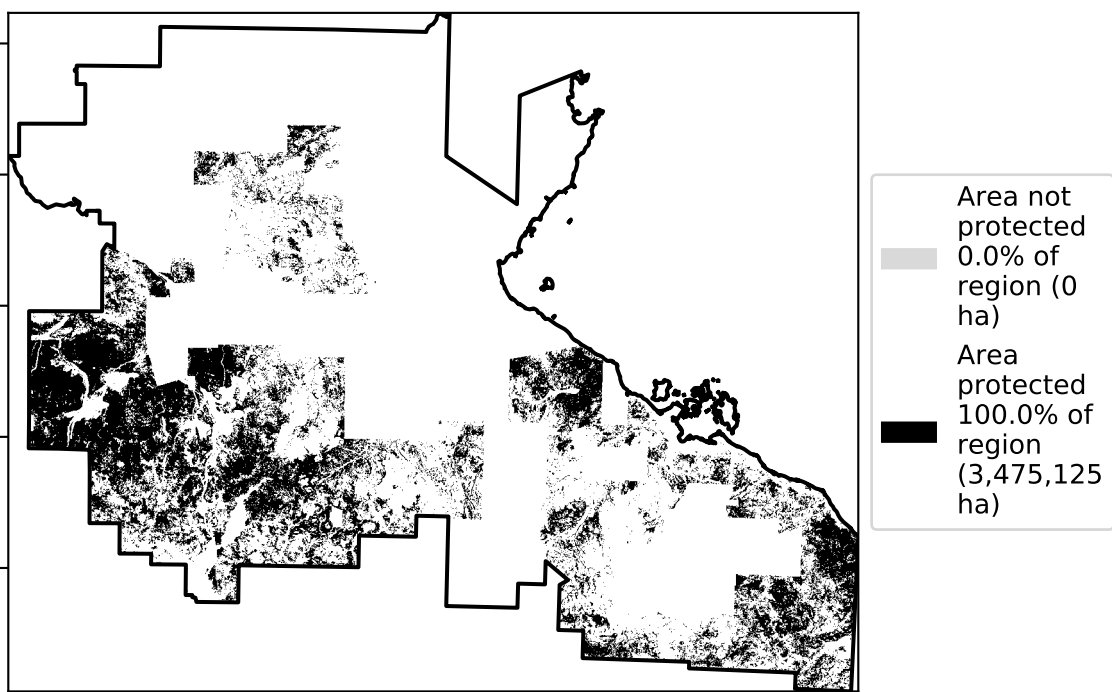 Area not
protected
0.0% of
region (0
ha)
Area
protected
100.0% of
region
(3,475,125
ha)